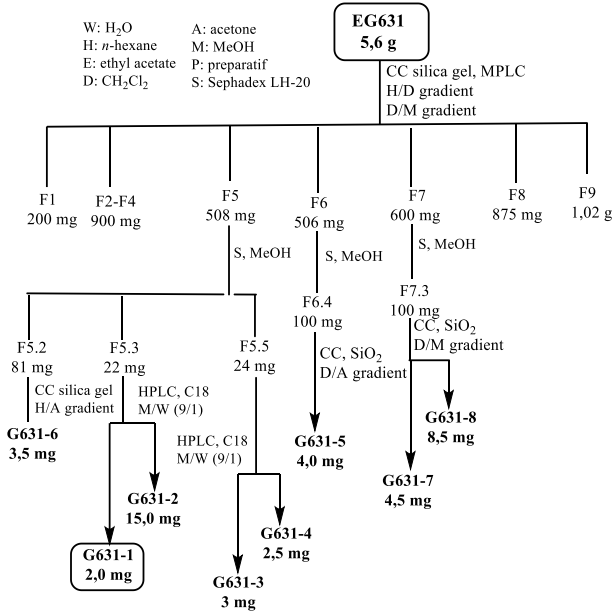 EG631
5,6 g
W: H₂O
H: n-hexane
E: ethyl acetate
D: CH₂Cl₂
A: acetone
M: MeOH
P: preparatif
S: Sephadex LH-20
CC silica gel, MPLC
H/D gradient
D/M gradient
F1
200 mg
F2-F4
900 mg
F5
508 mg
F6
506 mg
F7
600 mg
F8
875 mg
F9
1,02 g
S, MeOH
S, MeOH
S, MeOH
F5.2
81 mg
F5.3
22 mg
F5.5
24 mg
F6.4
100 mg
F7.3
100 mg
CC silica gel
H/A gradient
HPLC, C18
M/W (9/1)
HPLC, C18
M/W (9/1)
CC, SiO₂
D/A gradient
CC, SiO₂
D/M gradient
G631-6
3,5 mg
G631-2
15,0 mg
G631-1
2,0 mg
G631-4
2,5 mg
G631-3
3 mg
G631-5
4,0 mg
G631-8
8,5 mg
G631-7
4,5 mg